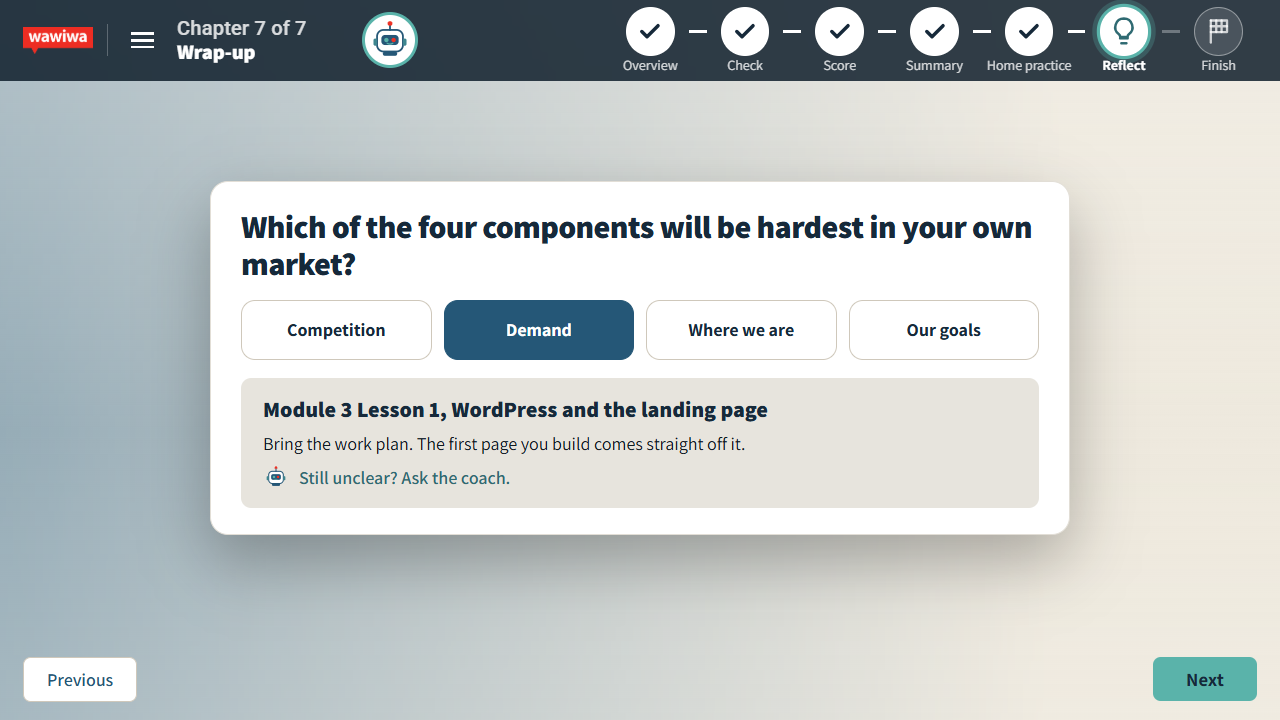 wawiwa
Chapter 7 of 7
Wrap-up
Overview
Check
Score
Summary
Home practice
Reflect
Finish
Which of the four components will be hardest in your own
market?
Competition
Demand
Where we are
Our goals
Module 3 Lesson 1, WordPress and the landing page
Bring the work plan. The first page you build comes straight off it.
Still unclear? Ask the coach.
Previous
Next